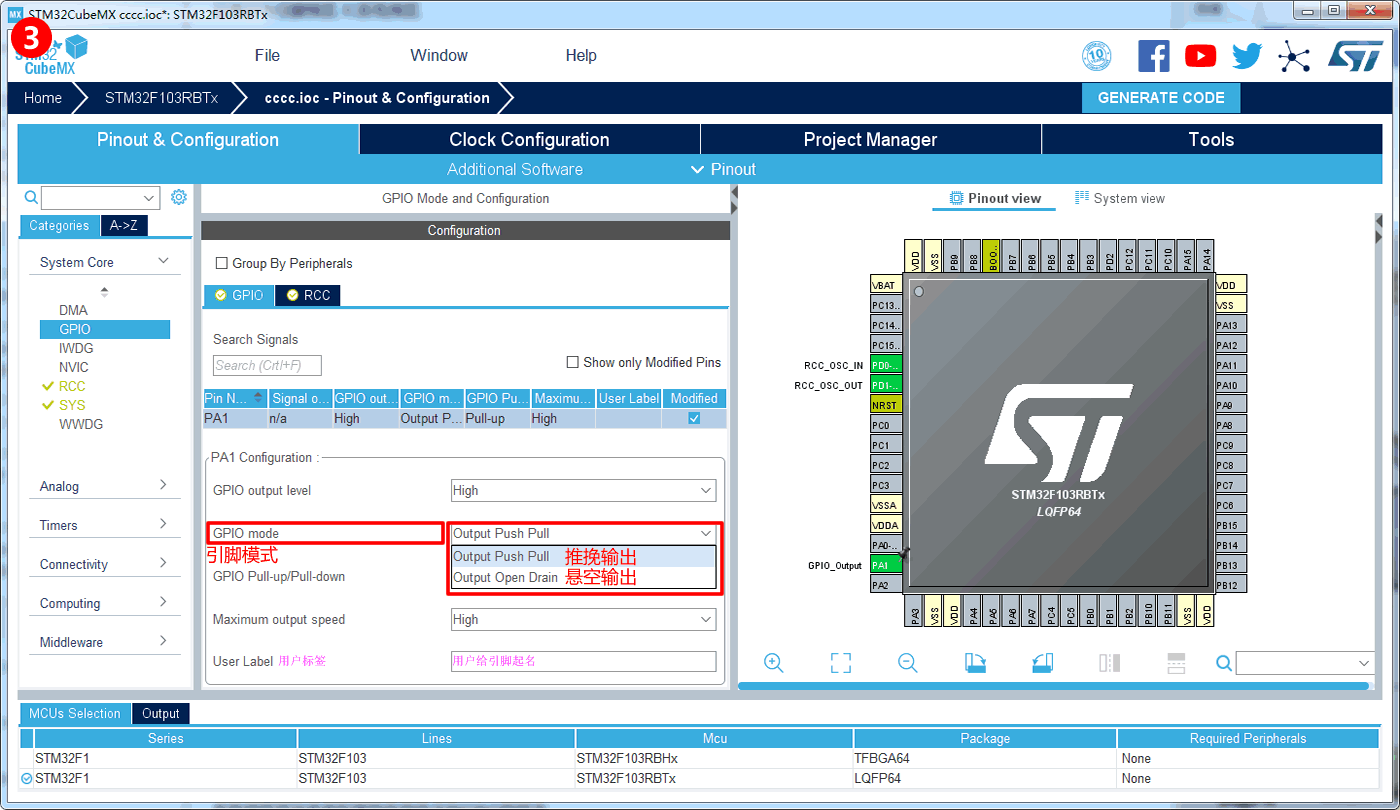 MX STM32CubeMX cccc.ioc*: STM32F103RBTx
3
STM32
CubeMX
File Window Help
10
ST
Home STM32F103RBTx cccc.ioc - Pinout & Configuration GENERATE CODE
Pinout & Configuration Clock Configuration Project Manager Tools
Additional Software Pinout
GPIO Mode and Configuration
Pinout view System view
Categories A->Z
Configuration
System Core
Group By Peripherals
GPIO RCC
DMA
GPIO
IWDG
NVIC
RCC
SYS
WWDG
Analog
Timers
Connectivity
Computing
Middleware
Search Signals
Search (Crtl+F)
Show only Modified Pins
Pin N... Signal o... GPIO out... GPIO m... GPIO Pu... Maximu... User Label Modified
PA1 n/a High Output P... Pull-up High
PA1 Configuration :
GPIO output level High
GPIO mode Output Push Pull
引脚模式
Output Push Pull 推挽输出
Output Open Drain 悬空输出
GPIO Pull-up/Pull-down
Maximum output speed High
User Label 用户标签 用户给引脚起名
VDD VSS PB9 PB8 BOO.. PB7 PB6 PB5 PB4 PB3 PD2 PC12 PC11 PC10 PA15 PA14
VBAT
PC13..
PC14..
PC15..
RCC_OSC_IN PD0-..
RCC_OSC_OUT PD1-..
NRST
PC0
PC1
PC2
PC3
VSSA
VDDA
PA0-..
GPIO_Output PA1
PA2
ST
STM32F103RBTx
LQFP64
VDD
VSS
PA13
PA12
PA11
PA10
PA9
PA8
PC9
PC8
PC7
PC6
PB15
PB14
PB13
PB12
PA3 VSS VDD PA4 PA5 PA6 PA7 PC4 PC5 PB0 PB1 PB2 PB10 PB11 VSS VDD
MCUs Selection Output
Series Lines Mcu Package Required Peripherals
STM32F1 STM32F103 STM32F103RBHx TFBGA64 None
STM32F1 STM32F103 STM32F103RBTx LQFP64 None